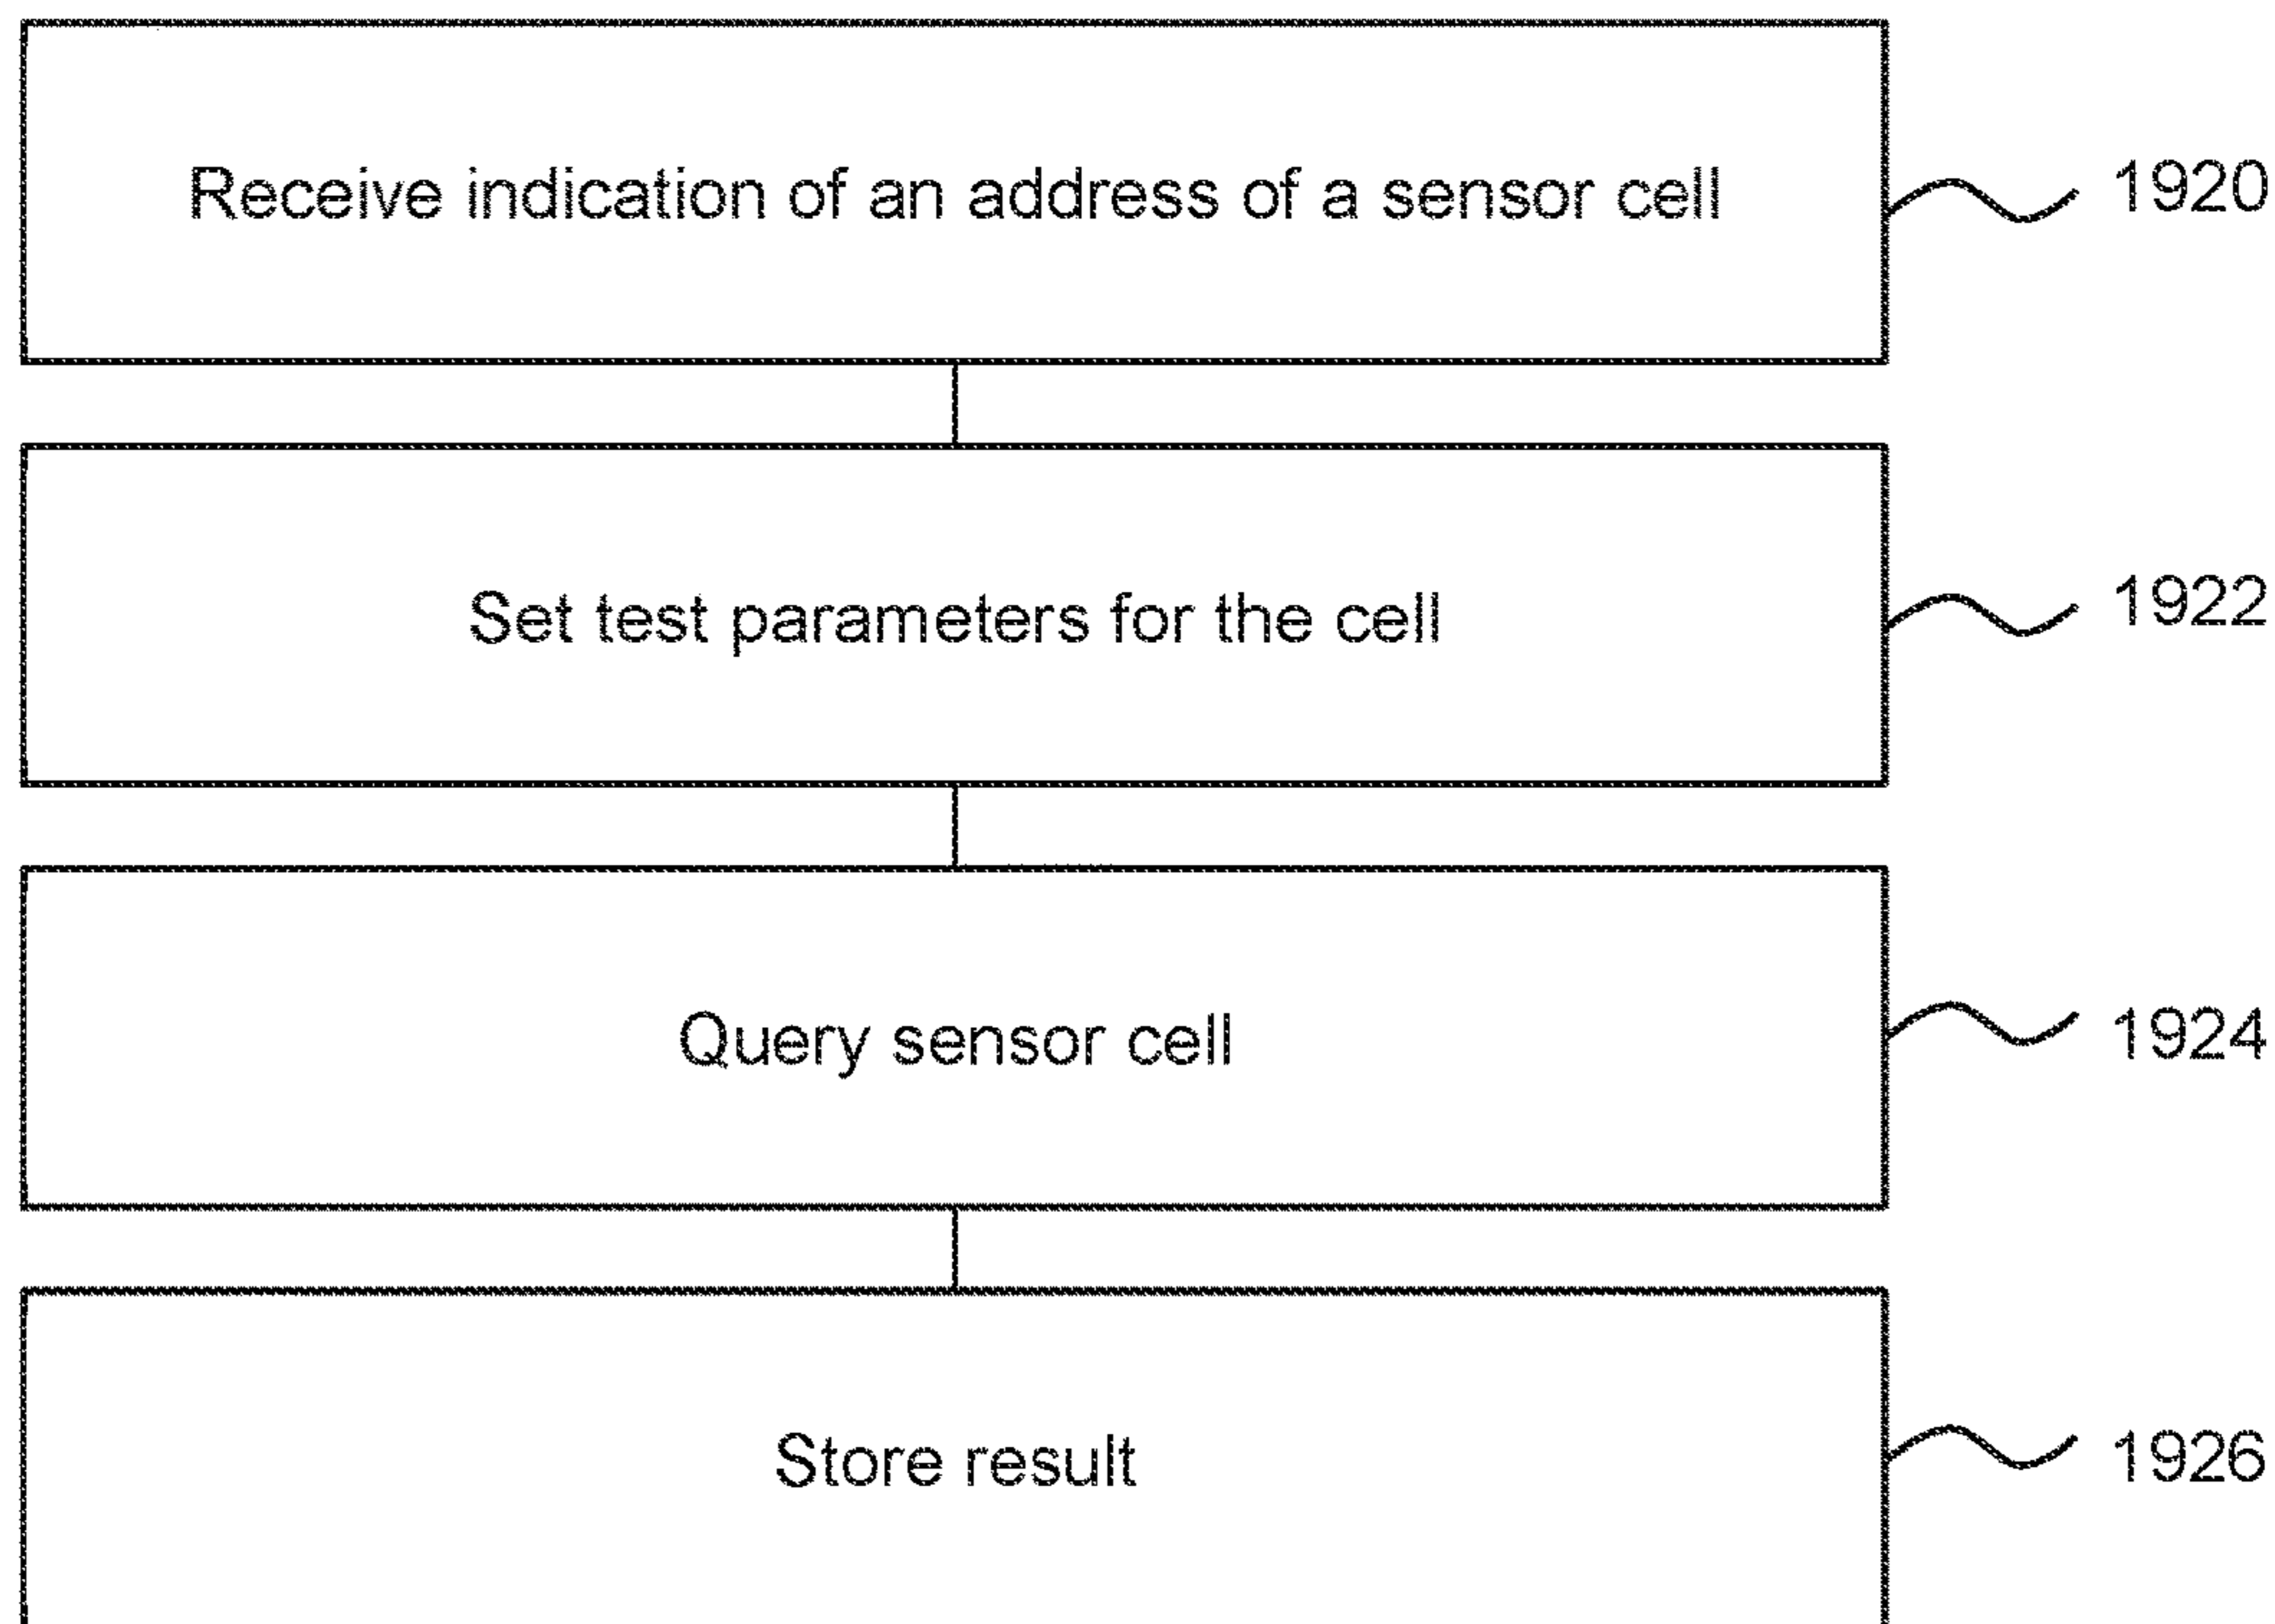 Receive indication of an address of a sensor cell
1920
Set test parameters for the cell
1922
Query sensor cell
1924
Store result
1926